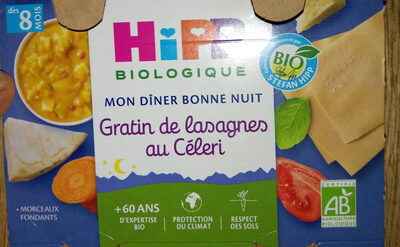 dès
8
MOIS
HiPP
BIOLOGIQUE
BIO
STEFAN HIPP
MON DÎNER BONNE NUIT
Gratin de lasagnes
au Céleri
• MORCEAUX
FONDANTS
+60 ANS
D'EXPERTISE
BIO
PROTECTION
DU CLIMAT
RESPECT
DES SOLS
CERTIFIÉ
AB
AGRICULTURE
BIOLOGIQUE